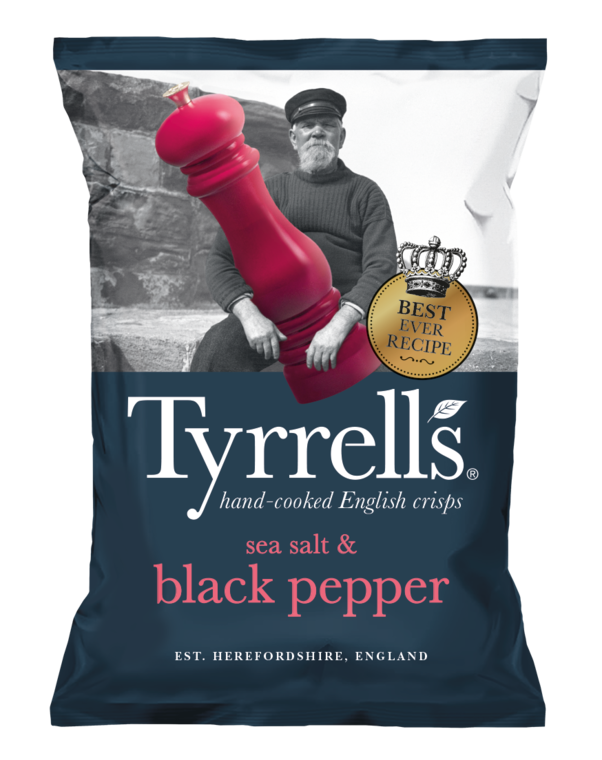 BEST
EVER
RECIPE
Tyrrells®
hand-cooked English crisps
sea salt &
black pepper
EST. HEREFORDSHIRE, ENGLAND